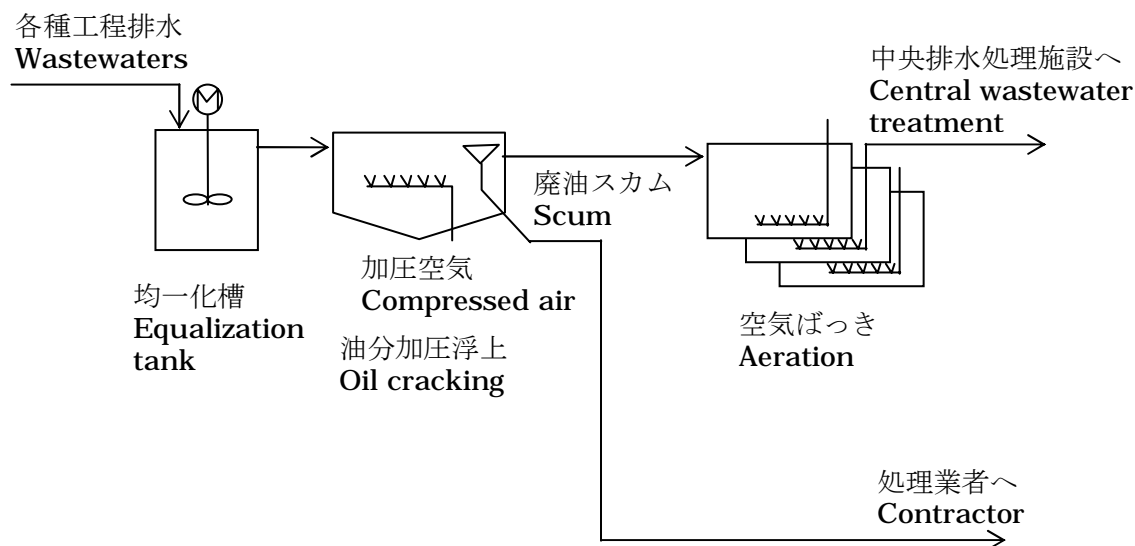 各種工程排水
Wastewaters
M
均一化槽
Equalization
tank
加圧空気
Compressed air
油分加圧浮上
Oil cracking
廃油スカム
Scum
中央排水処理施設へ
Central wastewater
treatment
空気ばっき
Aeration
処理業者へ
Contractor